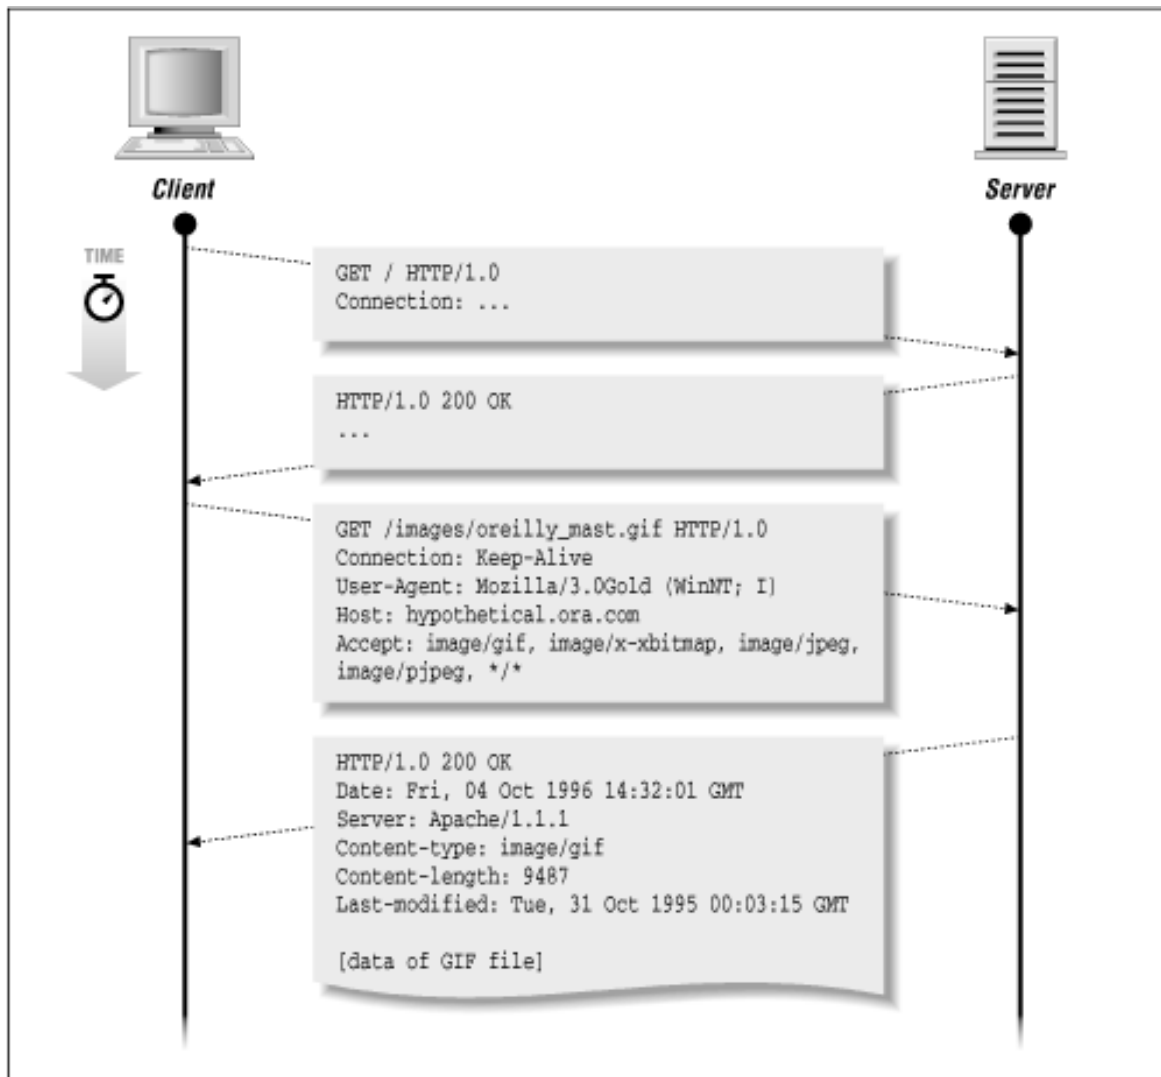 Client
Server
TIME
GET / HTTP/1.0
Connection: ...
HTTP/1.0 200 OK
...
GET /images/oreilly_mast.gif HTTP/1.0
Connection: Keep-Alive
User-Agent: Mozilla/3.0Gold (WinNT; I)
Host: hypothetical.ora.com
Accept: image/gif, image/x-xbitmap, image/jpeg,
image/pjpeg, */*
HTTP/1.0 200 OK
Date: Fri, 04 Oct 1996 14:32:01 GMT
Server: Apache/1.1.1
Content-type: image/gif
Content-length: 9487
Last-modified: Tue, 31 Oct 1995 00:03:15 GMT
[data of GIF file]